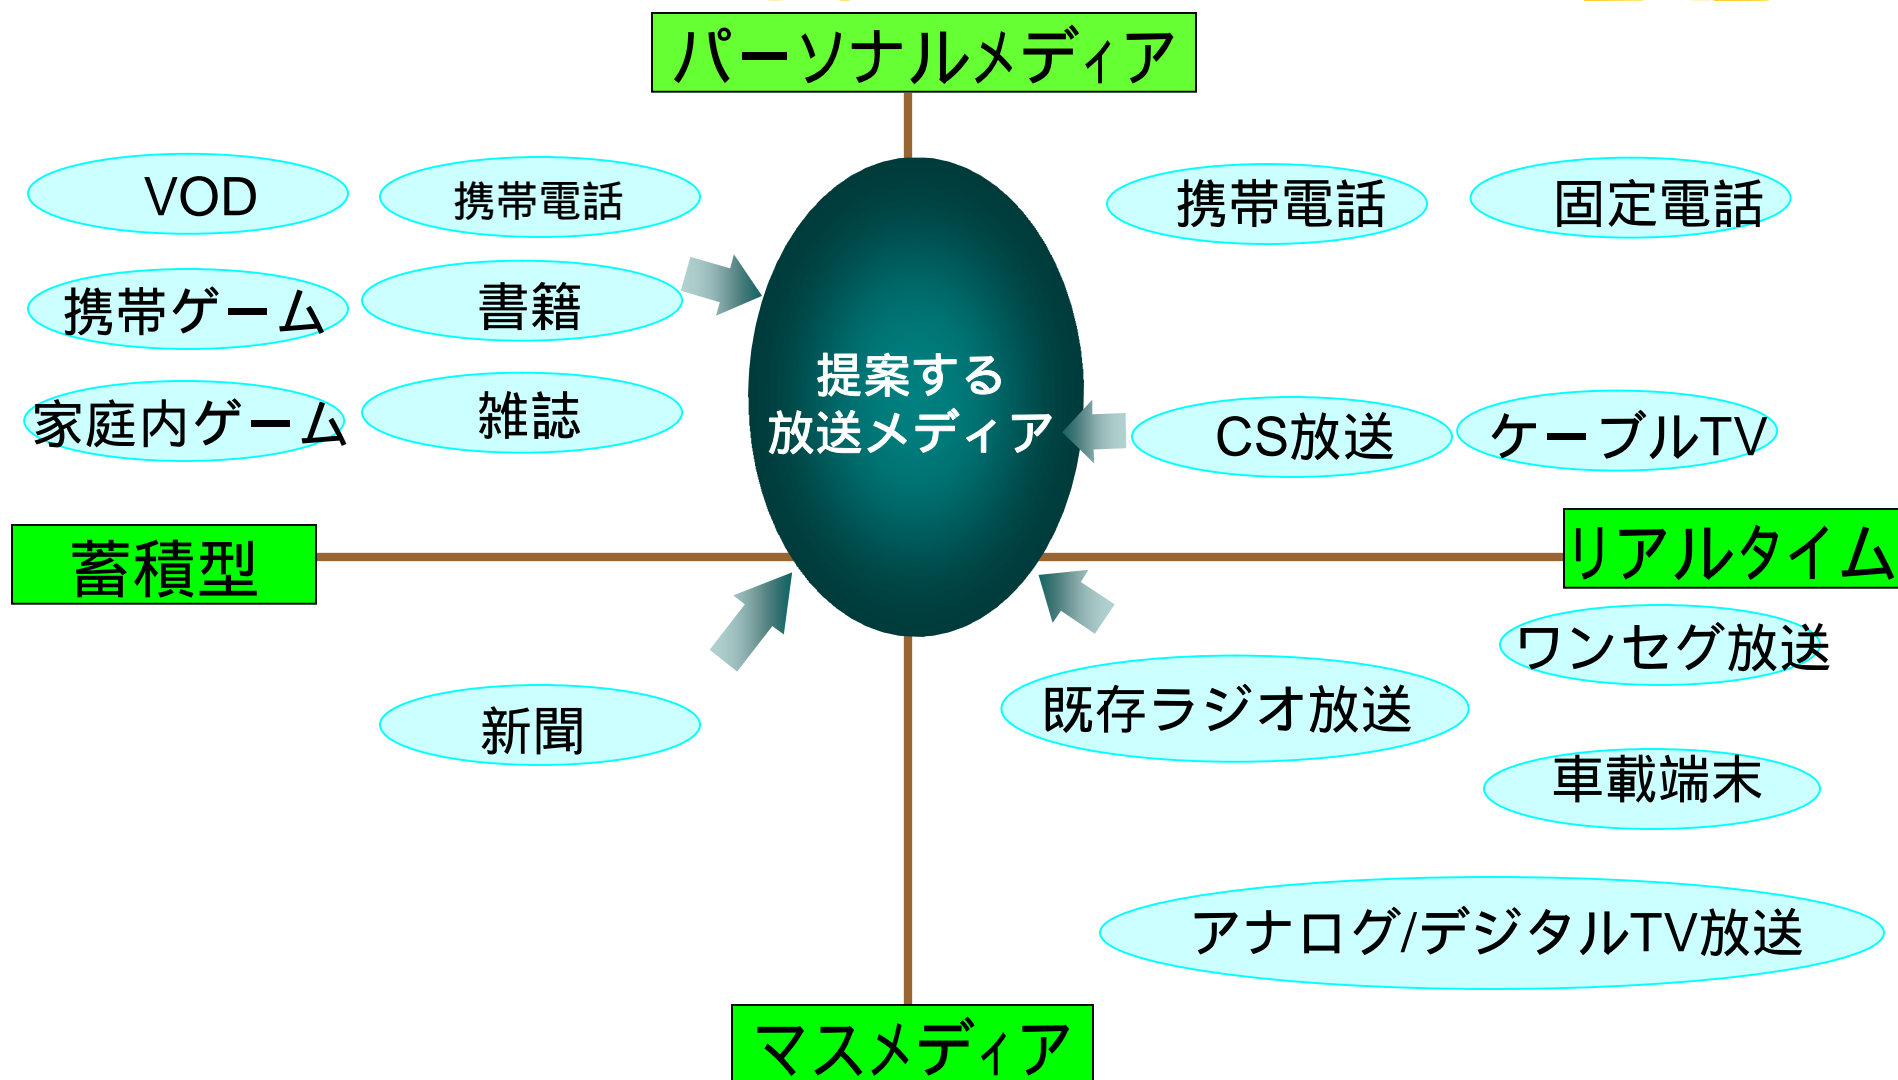 パーソナルメディア
VOD
携帯電話
携帯電話
固定電話
携帯ゲーム
書籍
提案する
放送メディア
家庭内ゲーム
雑誌
CS放送
ケーブルTV
蓄積型
リアルタイム
ワンセグ放送
新聞
既存ラジオ放送
車載端末
アナログ/デジタルTV放送
マスメディア